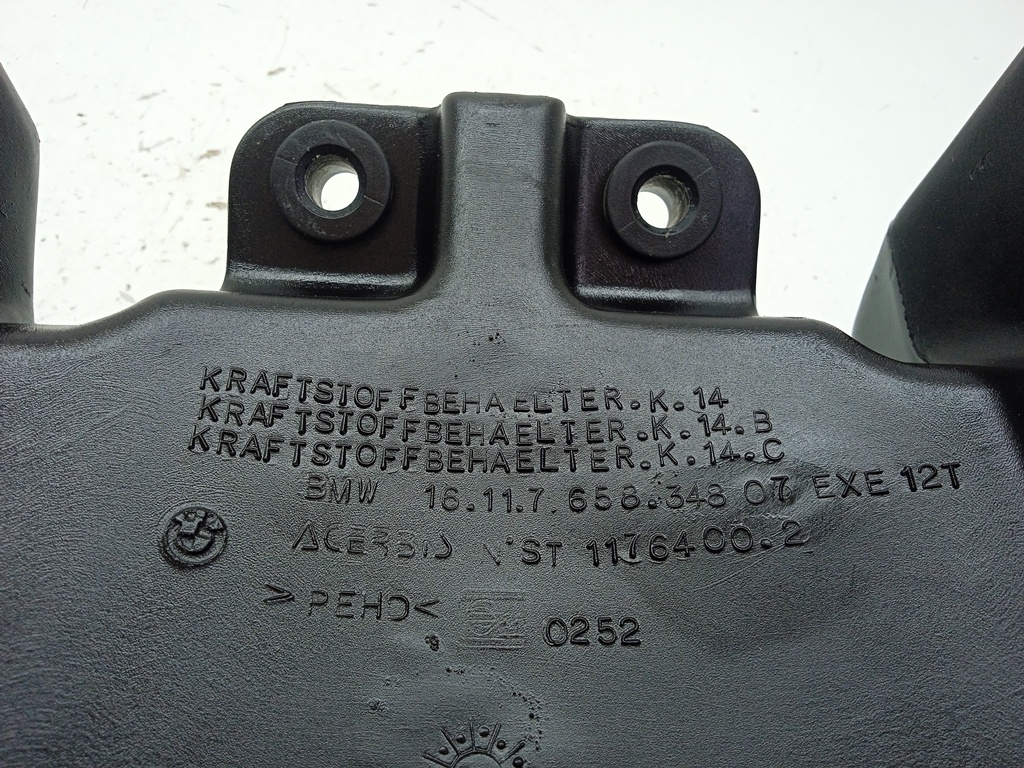 KRAFTSTOFFBEHAELTER.K.14
KRAFTSTOFFBEHAELTER.K.14.B
KRAFTSTOFFBEHAELTER.K.14.C
BMW 16.11.7.658.348 07 EXE 12T
ACERBIS N°ST 1176400.2
>PEHD<
0252